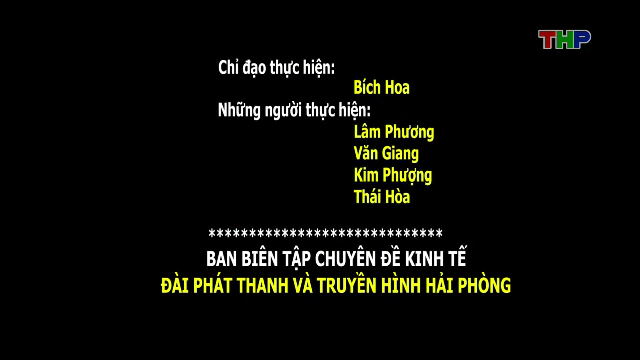 THP
Chỉ đạo thực hiện:
Bích Hoa
Những người thực hiện:
Lâm Phương
Văn Giang
Kim Phượng
Thái Hòa
*****************************
BAN BIÊN TẬP CHUYÊN ĐỀ KINH TẾ
ĐÀI PHÁT THANH VÀ TRUYỀN HÌNH HẢI PHÒNG